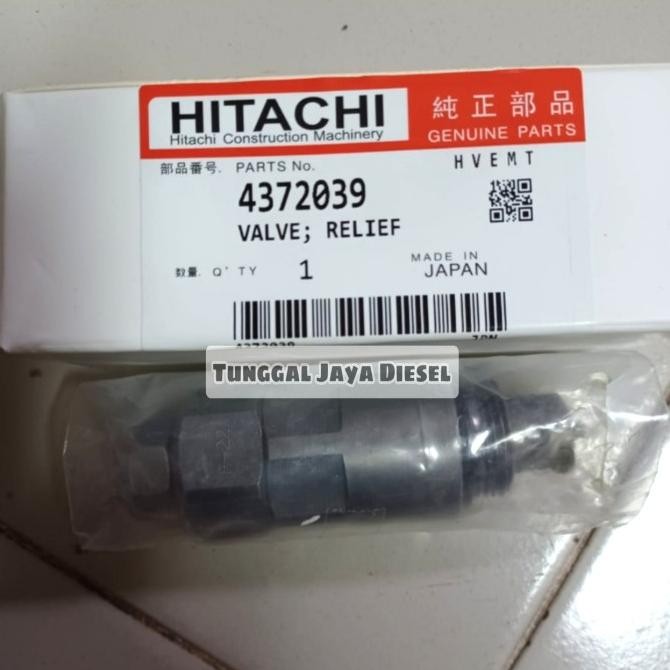 HITACHI
Hitachi Construction Machinery
純正部品
GENUINE PARTS
部品番号. PARTS No.
HVEMT
4372039
VALVE; RELIEF
数量. Q'TY 1
MADE IN
JAPAN
4372039
Tunggal Jaya Diesel